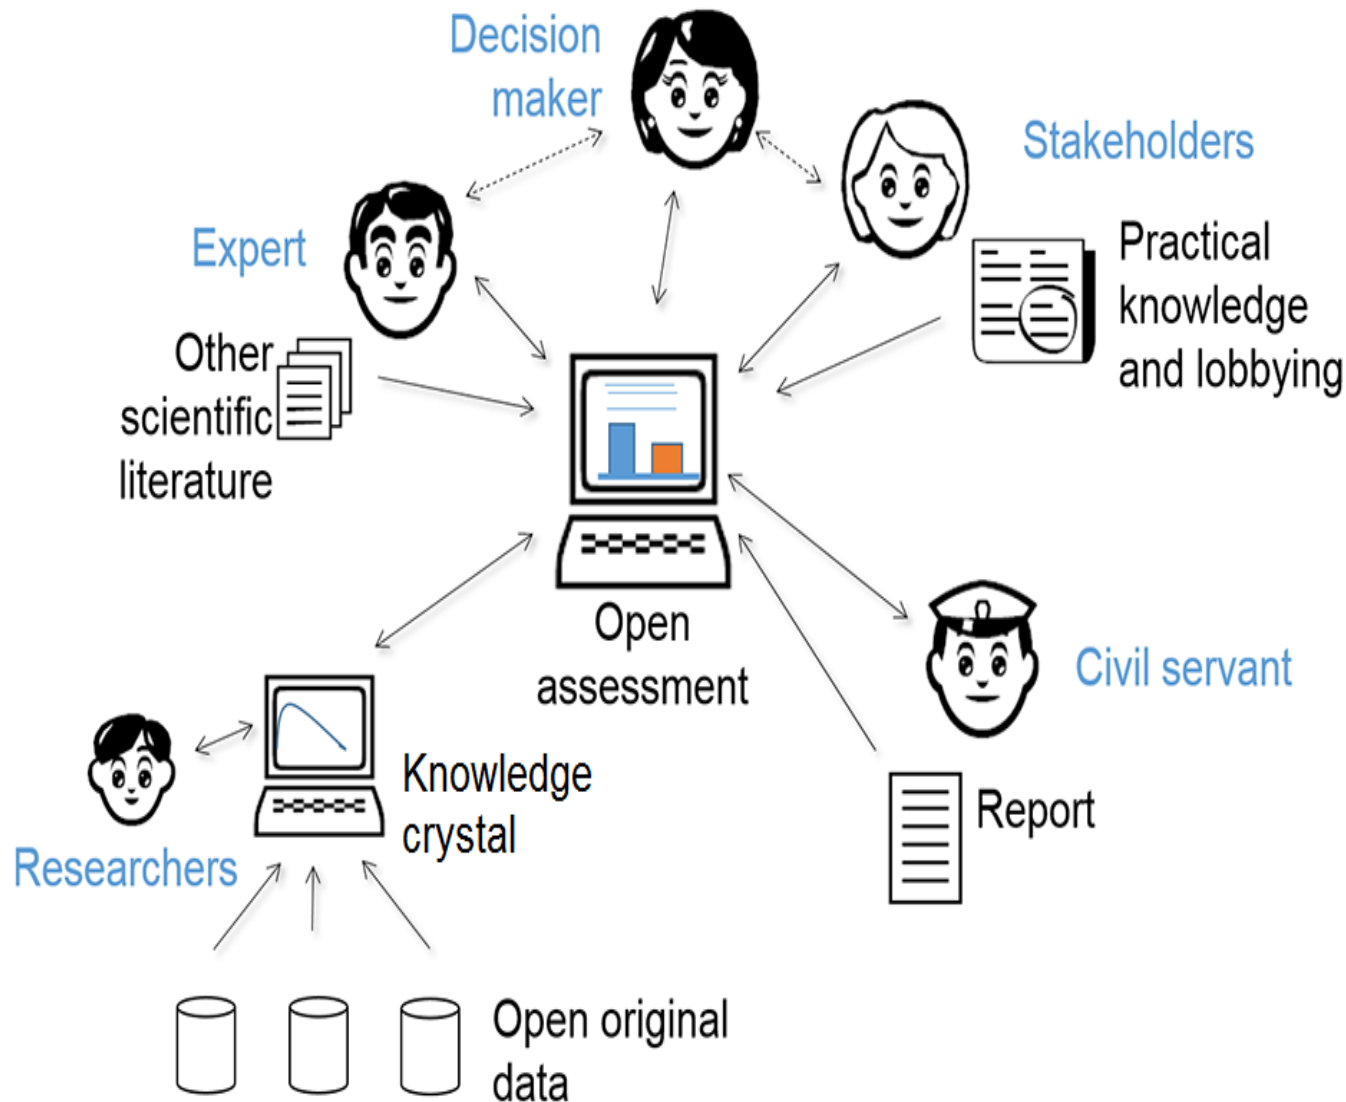 Decision
maker
Stakeholders
Expert
Practical
knowledge
and lobbying
Other
scientific
literature
Open
assessment
Civil servant
Knowledge
crystal
Report
Researchers
Open original
data